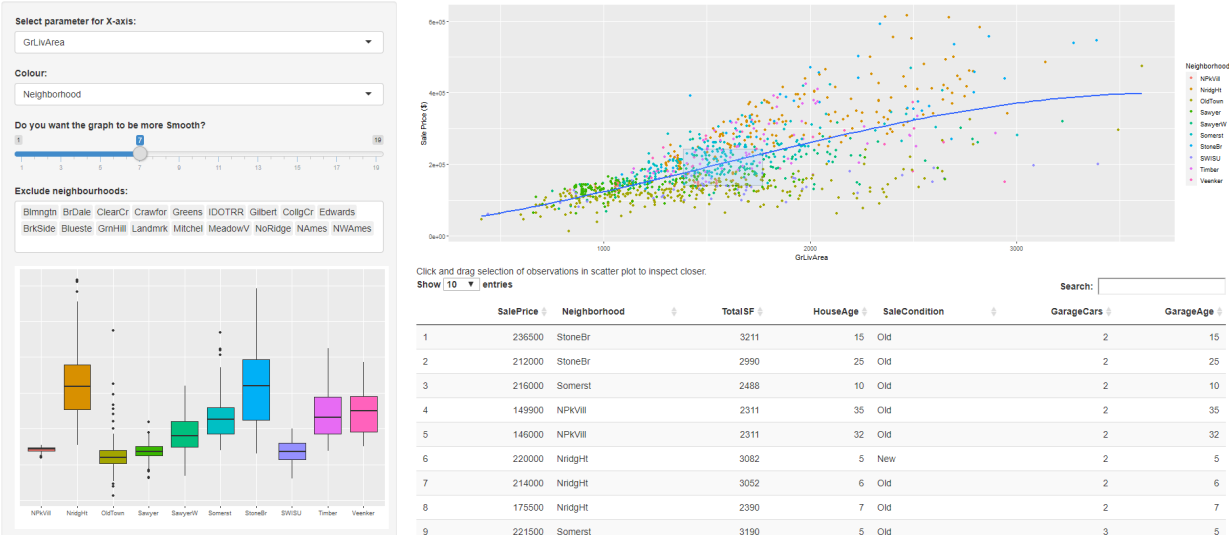 Select parameter for X-axis:
GrLivArea
Colour:
Neighborhood
Do you want the graph to be more Smooth?
1 7 19
1 3 5 7 9 11 13 15 17 19
Exclude neighbourhoods:
Blmngtn BrDale ClearCr Crawfor Greens IDOTRR Gilbert CollgCr Edwards
BrkSide Blueste GrnHill Landmrk Mitchel MeadowV NoRidge NAmes NWAmes
NPkVill NridgHt OldTown Sawyer SawyerW Somerst StoneBr SWISU Timber Veenker
Sale Price ($)
6e+05
4e+05
2e+05
0e+00
1000 2000 3000
GrLivArea
Neighborhood
NPkVill
NridgHt
OldTown
Sawyer
SawyerW
Somerst
StoneBr
SWISU
Timber
Veenker
Click and drag selection of observations in scatter plot to inspect closer.
Show 10 entries Search:
SalePrice Neighborhood TotalSF HouseAge SaleCondition GarageCars GarageAge
1 236500 StoneBr 3211 15 Old 2 15
2 212000 StoneBr 2990 25 Old 2 25
3 216000 Somerst 2488 10 Old 2 10
4 149900 NPkVill 2311 35 Old 2 35
5 146000 NPkVill 2311 32 Old 2 32
6 220000 NridgHt 3082 5 New 2 5
7 214000 NridgHt 3052 6 Old 2 6
8 175500 NridgHt 2390 7 Old 2 7
9 221500 Somerst 3190 5 Old 3 5